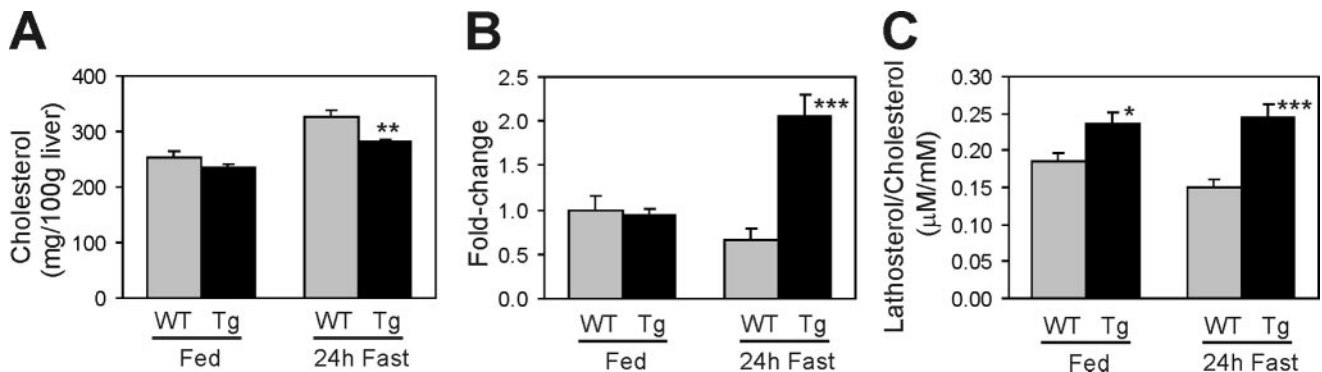 A
Cholesterol
(mg/100g liver)
400
300
200
100
0
**
WT Tg WT Tg
Fed 24h Fast
B
Fold-change
2.5
2.0
1.5
1.0
0.5
0.0
***
WT Tg WT Tg
Fed 24h Fast
C
Lathosterol/Cholesterol
(μM/mM)
0.30
0.25
0.20
0.15
0.10
0.05
0.00
* ***
WT Tg WT Tg
Fed 24h Fast